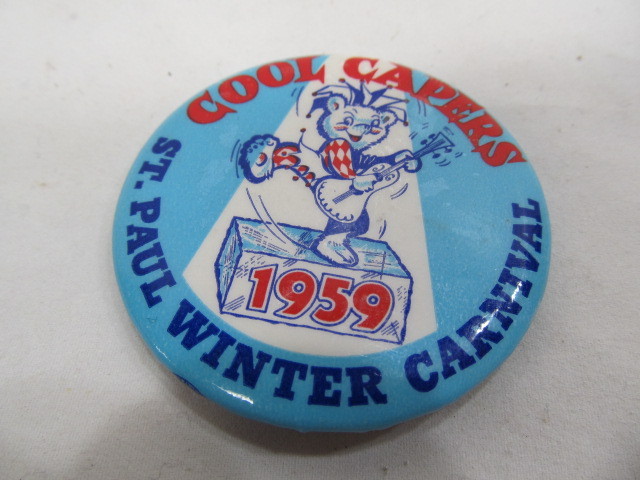 COOL CAPERS
1959
ST. PAUL WINTER CARNIVAL